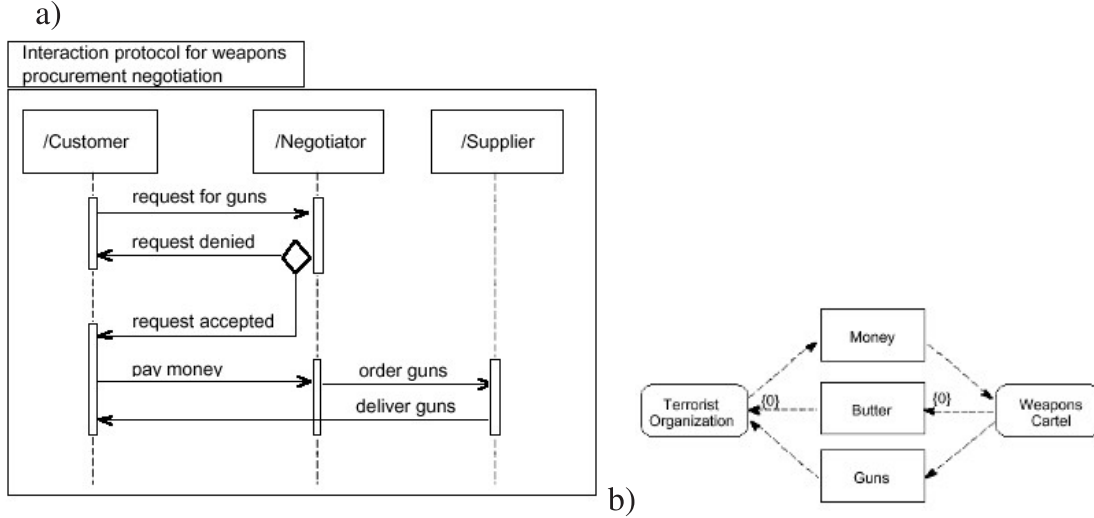 a)
Interaction protocol for weapons
procurement negotiation
/Customer
/Negotiator
/Supplier
request for guns
request denied
request accepted
pay money
order guns
deliver guns
b)
Money
Terrorist
Organization
{0}
Butter
{0}
Weapons
Cartel
Guns